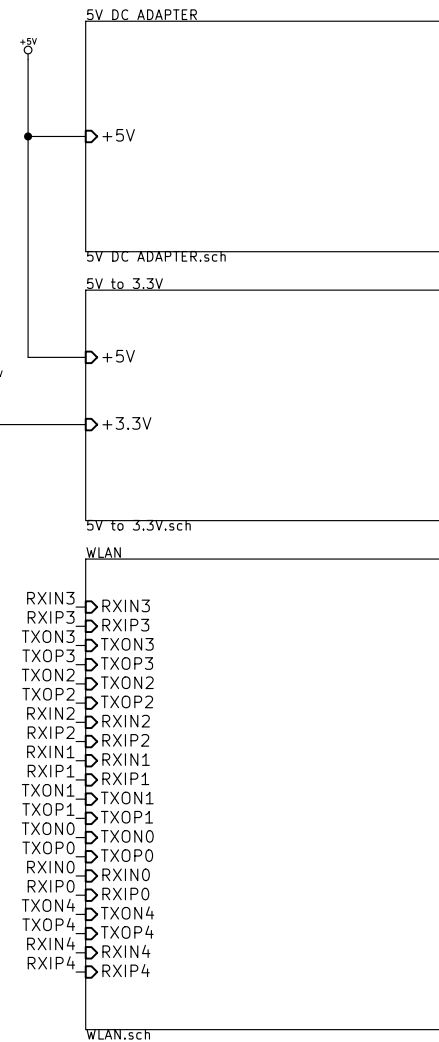 5V DC ADAPTER
+5V
+5V
5V DC ADAPTER.sch
5V to 3.3V
+5V
V
+3.3V
5V to 3.3V.sch
WLAN
RXIN3 RXIN3
RXIP3 RXIP3
TXON3 TXON3
TXOP3 TXOP3
TXON2 TXON2
TXOP2 TXOP2
RXIN2 RXIN2
RXIP2 RXIP2
RXIN1 RXIN1
RXIP1 RXIP1
TXON1 TXON1
TXOP1 TXOP1
TXON0 TXON0
TXOP0 TXOP0
RXIN0 RXIN0
RXIP0 RXIP0
TXON4 TXON4
TXOP4 TXOP4
RXIN4 RXIN4
RXIP4 RXIP4
WLAN.sch